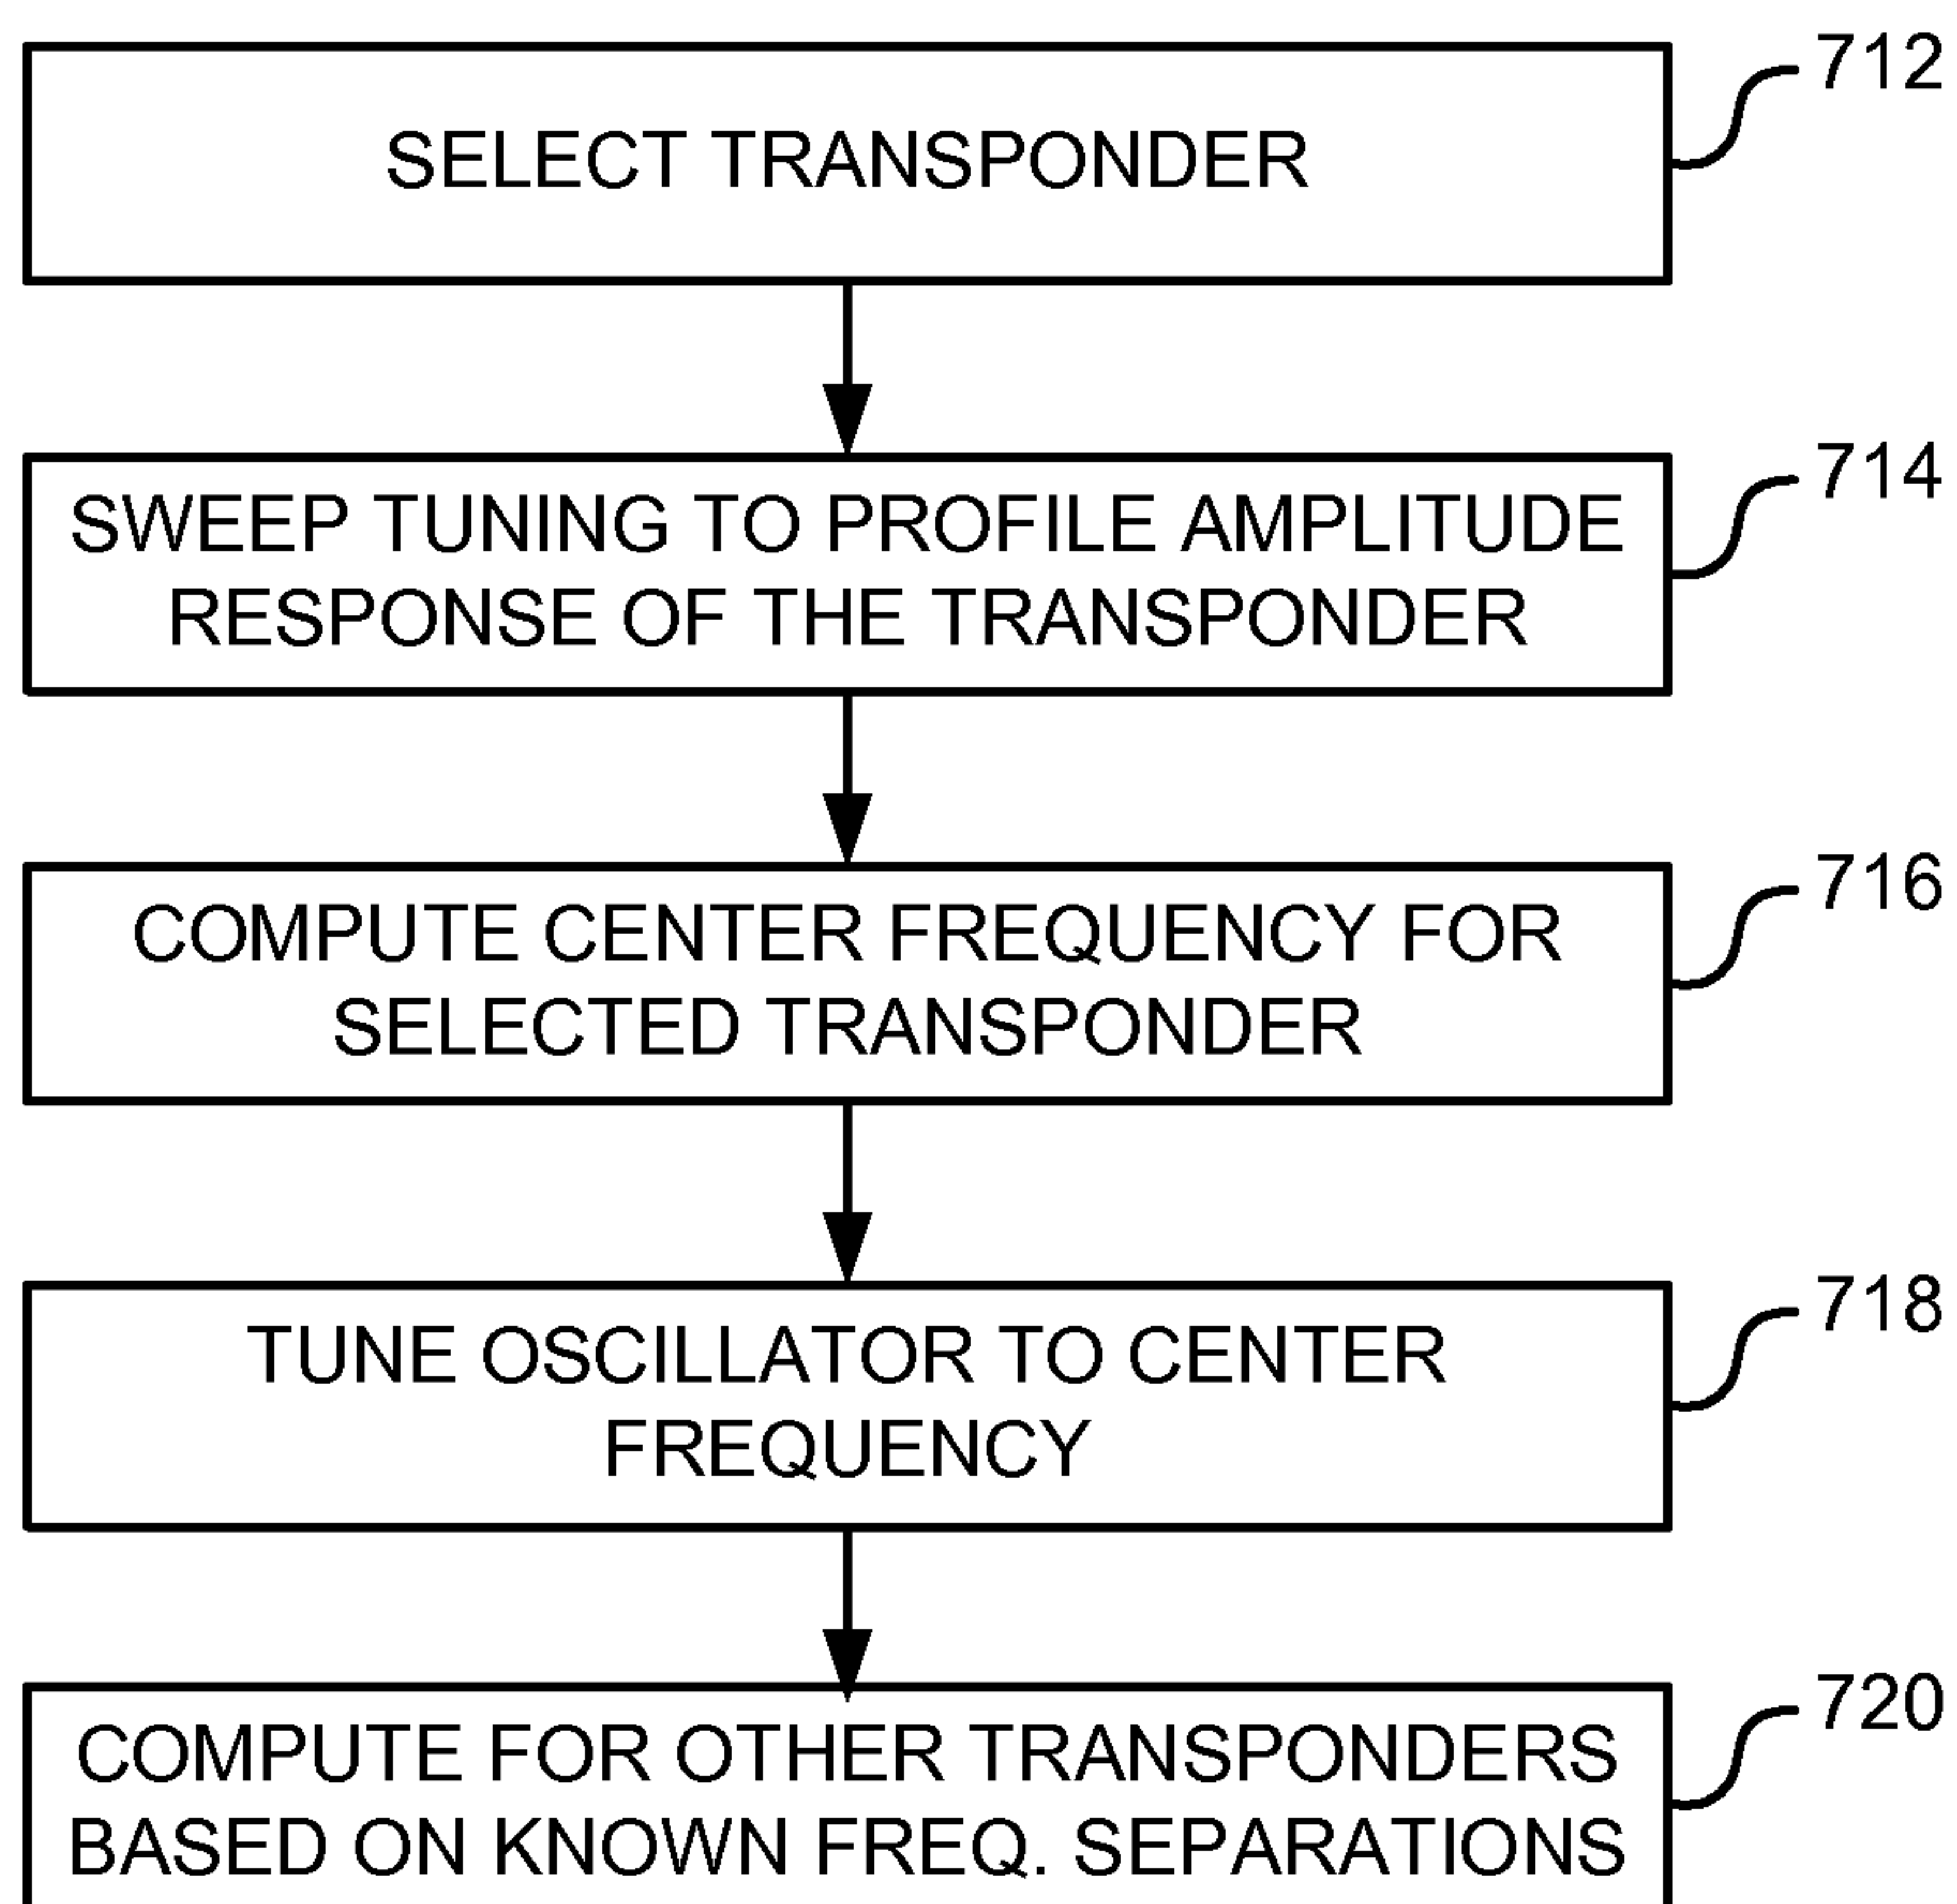 712
SELECT TRANSPONDER
714
SWEEP TUNING TO PROFILE AMPLITUDE
RESPONSE OF THE TRANSPONDER
716
COMPUTE CENTER FREQUENCY FOR
SELECTED TRANSPONDER
718
TUNE OSCILLATOR TO CENTER
FREQUENCY
720
COMPUTE FOR OTHER TRANSPONDERS
BASED ON KNOWN FREQ. SEPARATIONS